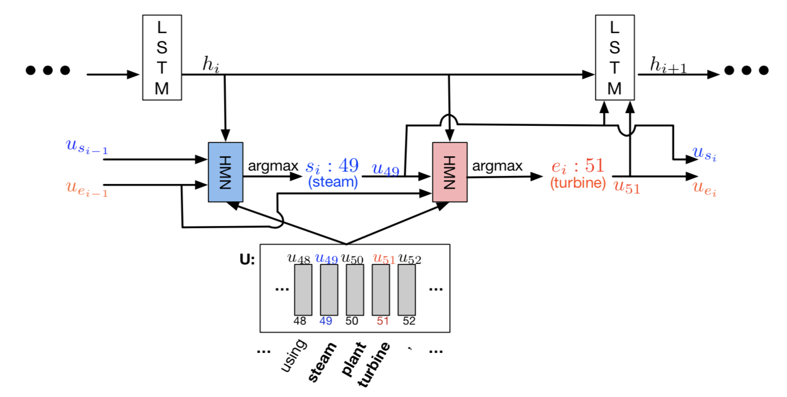 LSTM
LSTM
••• h_i h_{i+1} •••
u_{s_{i-1}}
u_{e_{i-1}}
HMN
argmax
s_i : 49
(steam)
u_{49}
HMN
argmax
e_i : 51
(turbine)
u_{51}
u_{s_i}
u_{e_i}
U:
u_{48} u_{49} u_{50} u_{51} u_{52}
... ...
48 49 50 51 52
... using steam plant turbine , ...